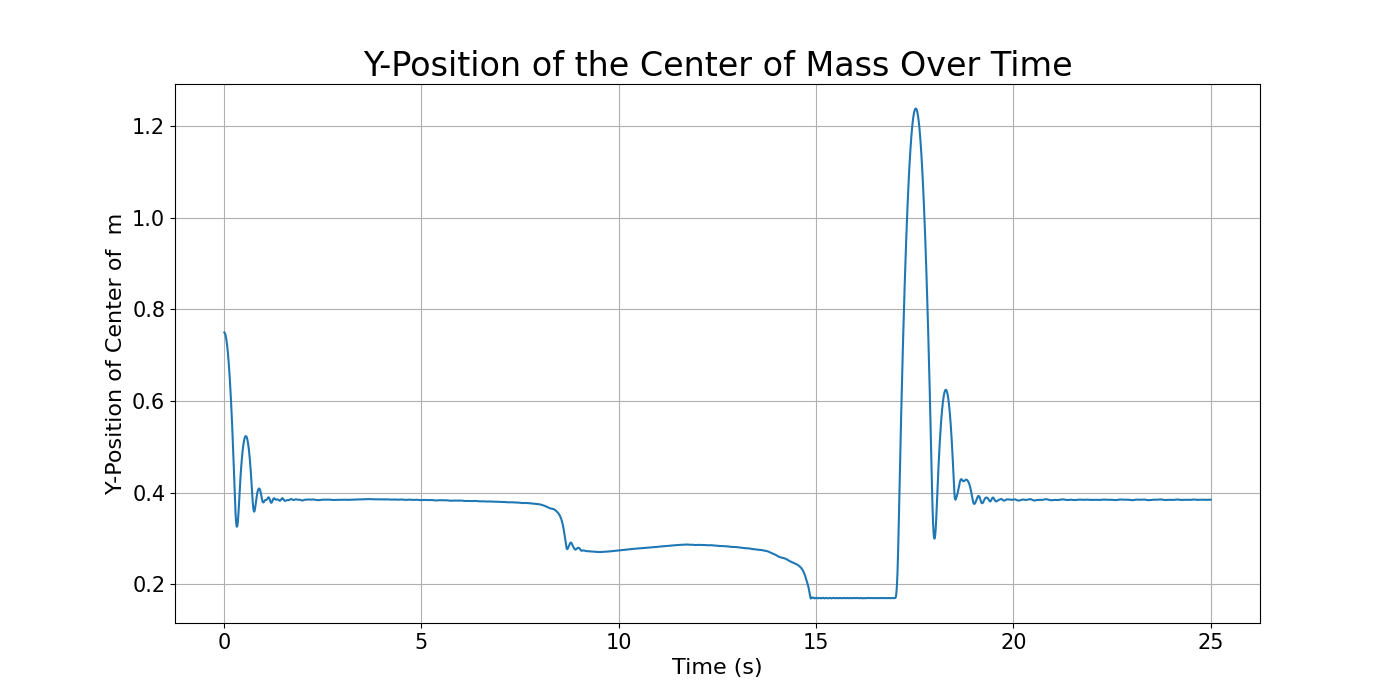 Y-Position of the Center of Mass Over Time
Y-Position of Center of  m
1.2
1.0
0.8
0.6
0.4
0.2
0 5 10 15 20 25
Time (s)